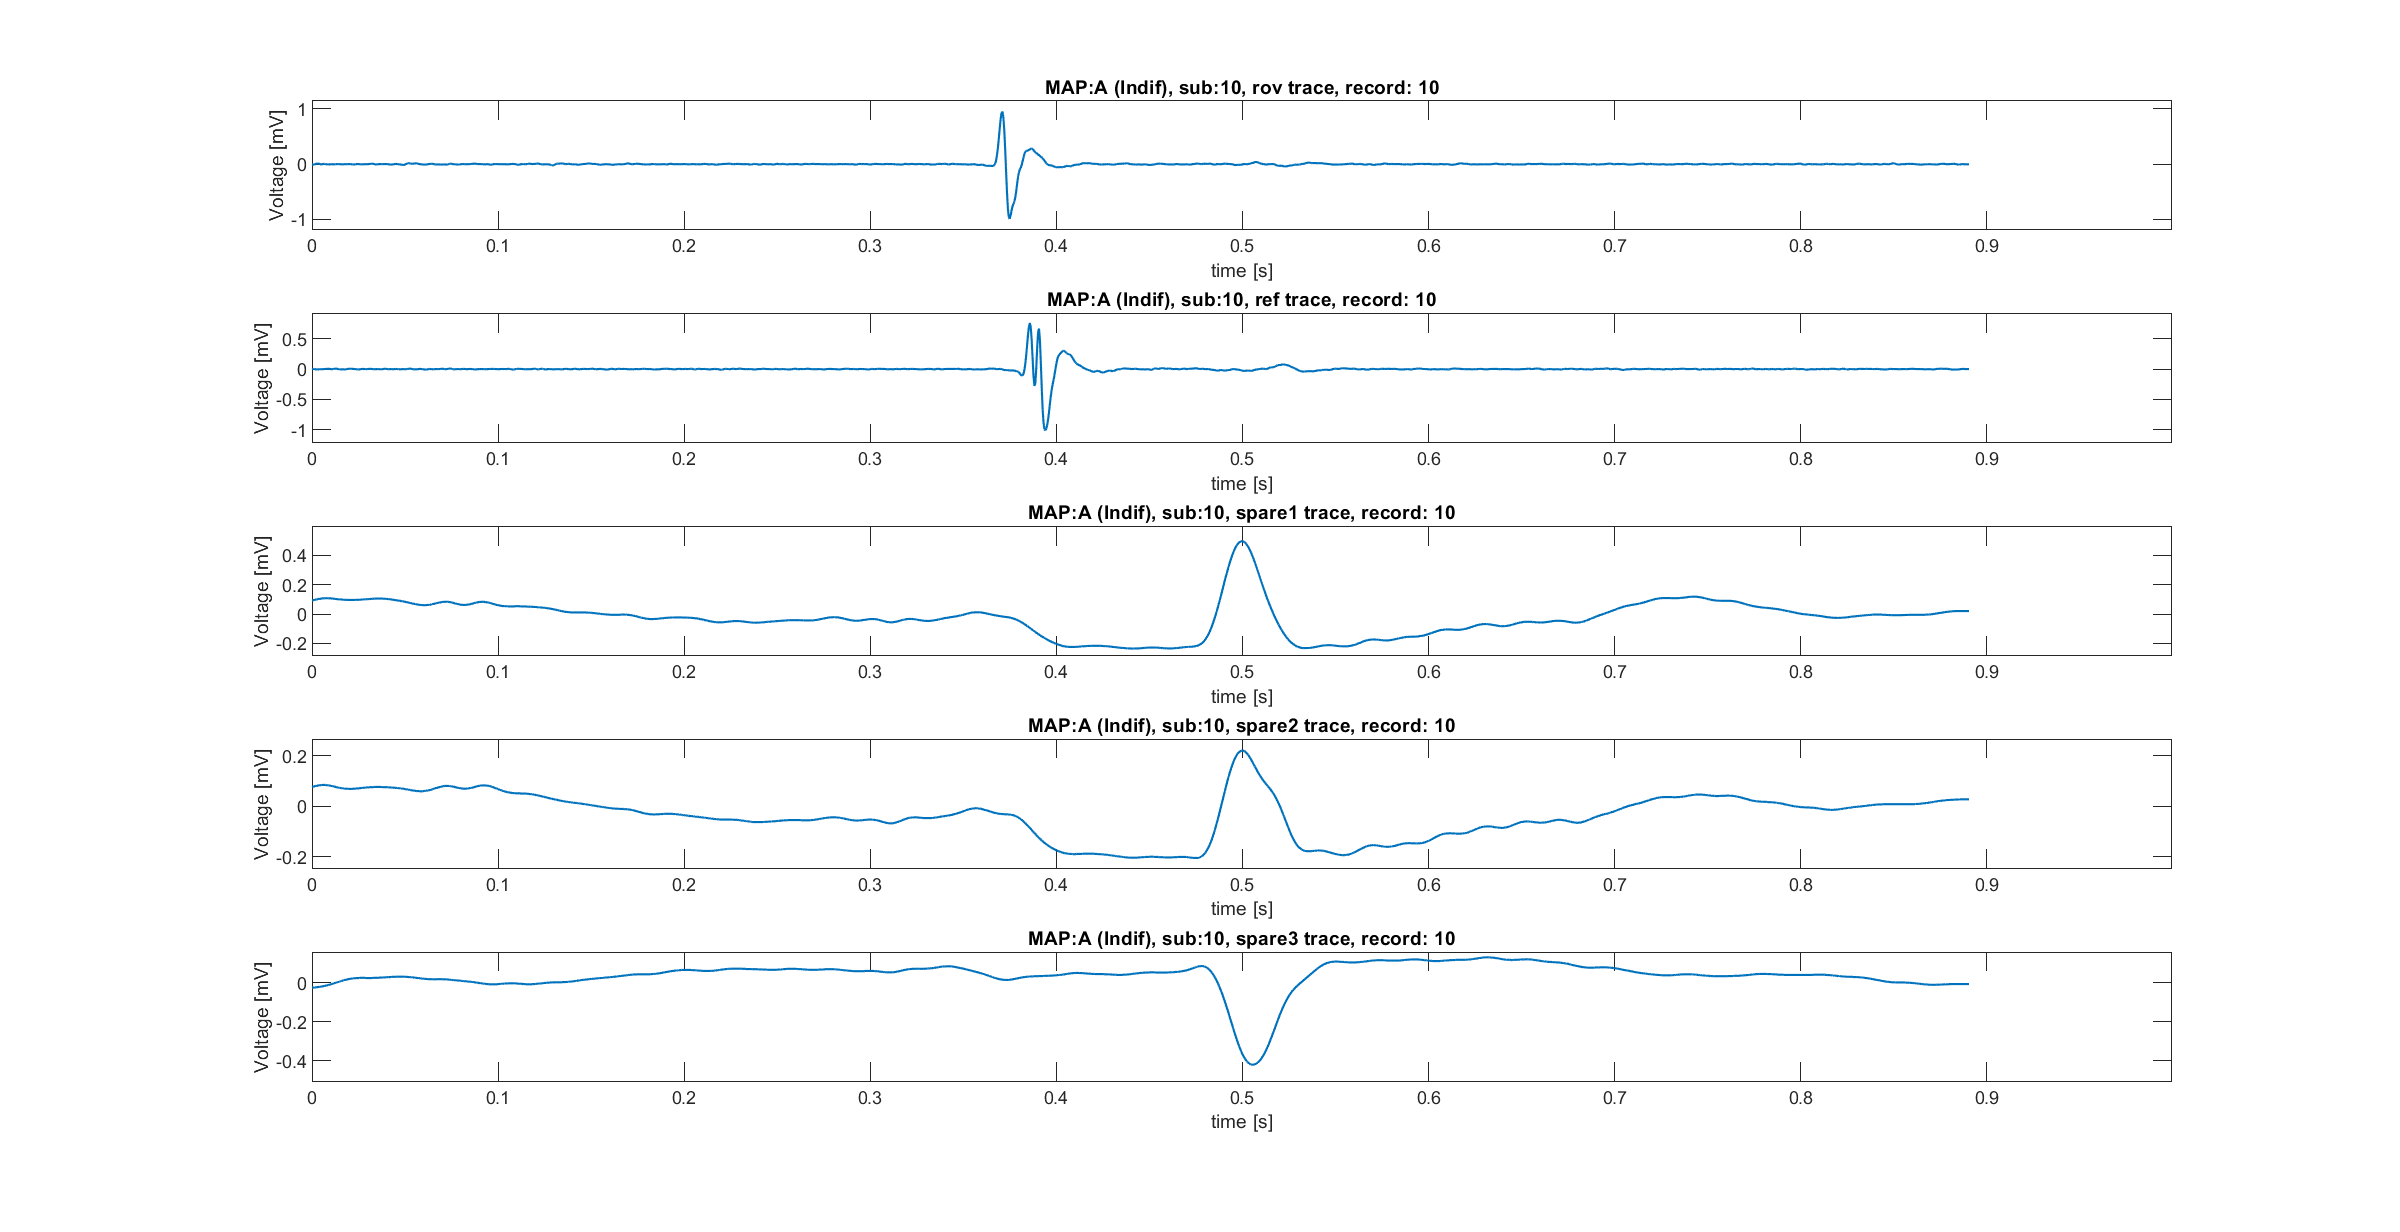 MAP:A (Indif), sub:10, rov trace, record: 10
Voltage [mV]
1
0
-1
0 0.1 0.2 0.3 0.4 0.5 0.6 0.7 0.8 0.9
time [s]
MAP:A (Indif), sub:10, ref trace, record: 10
Voltage [mV]
0.5
0
-0.5
-1
0 0.1 0.2 0.3 0.4 0.5 0.6 0.7 0.8 0.9
time [s]
MAP:A (Indif), sub:10, spare1 trace, record: 10
Voltage [mV]
0.4
0.2
0
-0.2
0 0.1 0.2 0.3 0.4 0.5 0.6 0.7 0.8 0.9
time [s]
MAP:A (Indif), sub:10, spare2 trace, record: 10
Voltage [mV]
0.2
0
-0.2
0 0.1 0.2 0.3 0.4 0.5 0.6 0.7 0.8 0.9
time [s]
MAP:A (Indif), sub:10, spare3 trace, record: 10
Voltage [mV]
0
-0.2
-0.4
0 0.1 0.2 0.3 0.4 0.5 0.6 0.7 0.8 0.9
time [s]